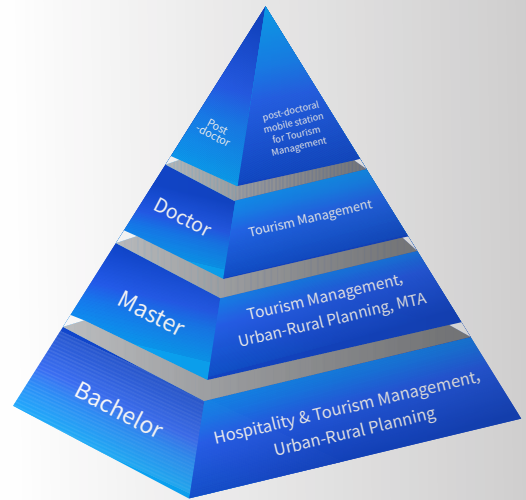 Post
-doctor
post-doctoral
mobile station
for Tourism
Management
Doctor
Tourism Management
Master
Tourism Management,
Urban-Rural Planning, MTA
Bachelor
Hospitality & Tourism Management,
Urban-Rural Planning